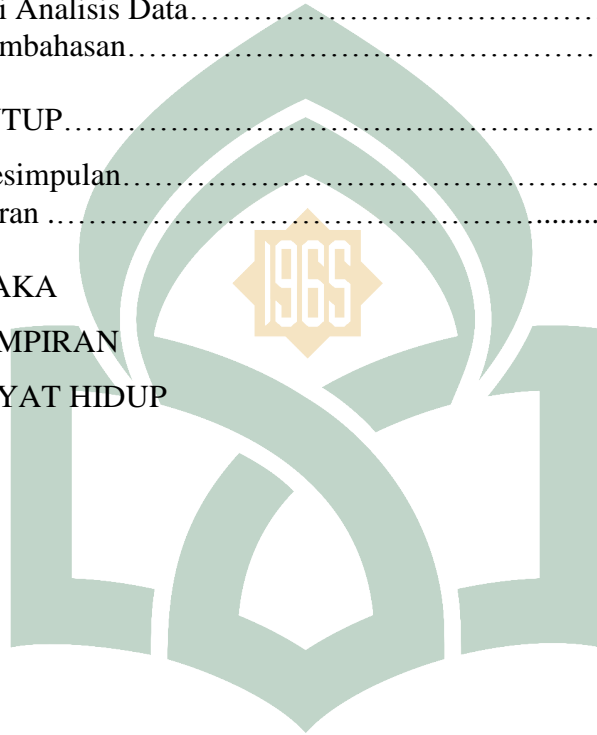 i Analisis Data……………………………………
mbahasan……………………………………………
TUP……………………………………………………
esimpulan……………………………………………
ran .……………………………………….........
1965
AKA
MPIRAN
YAT HIDUP